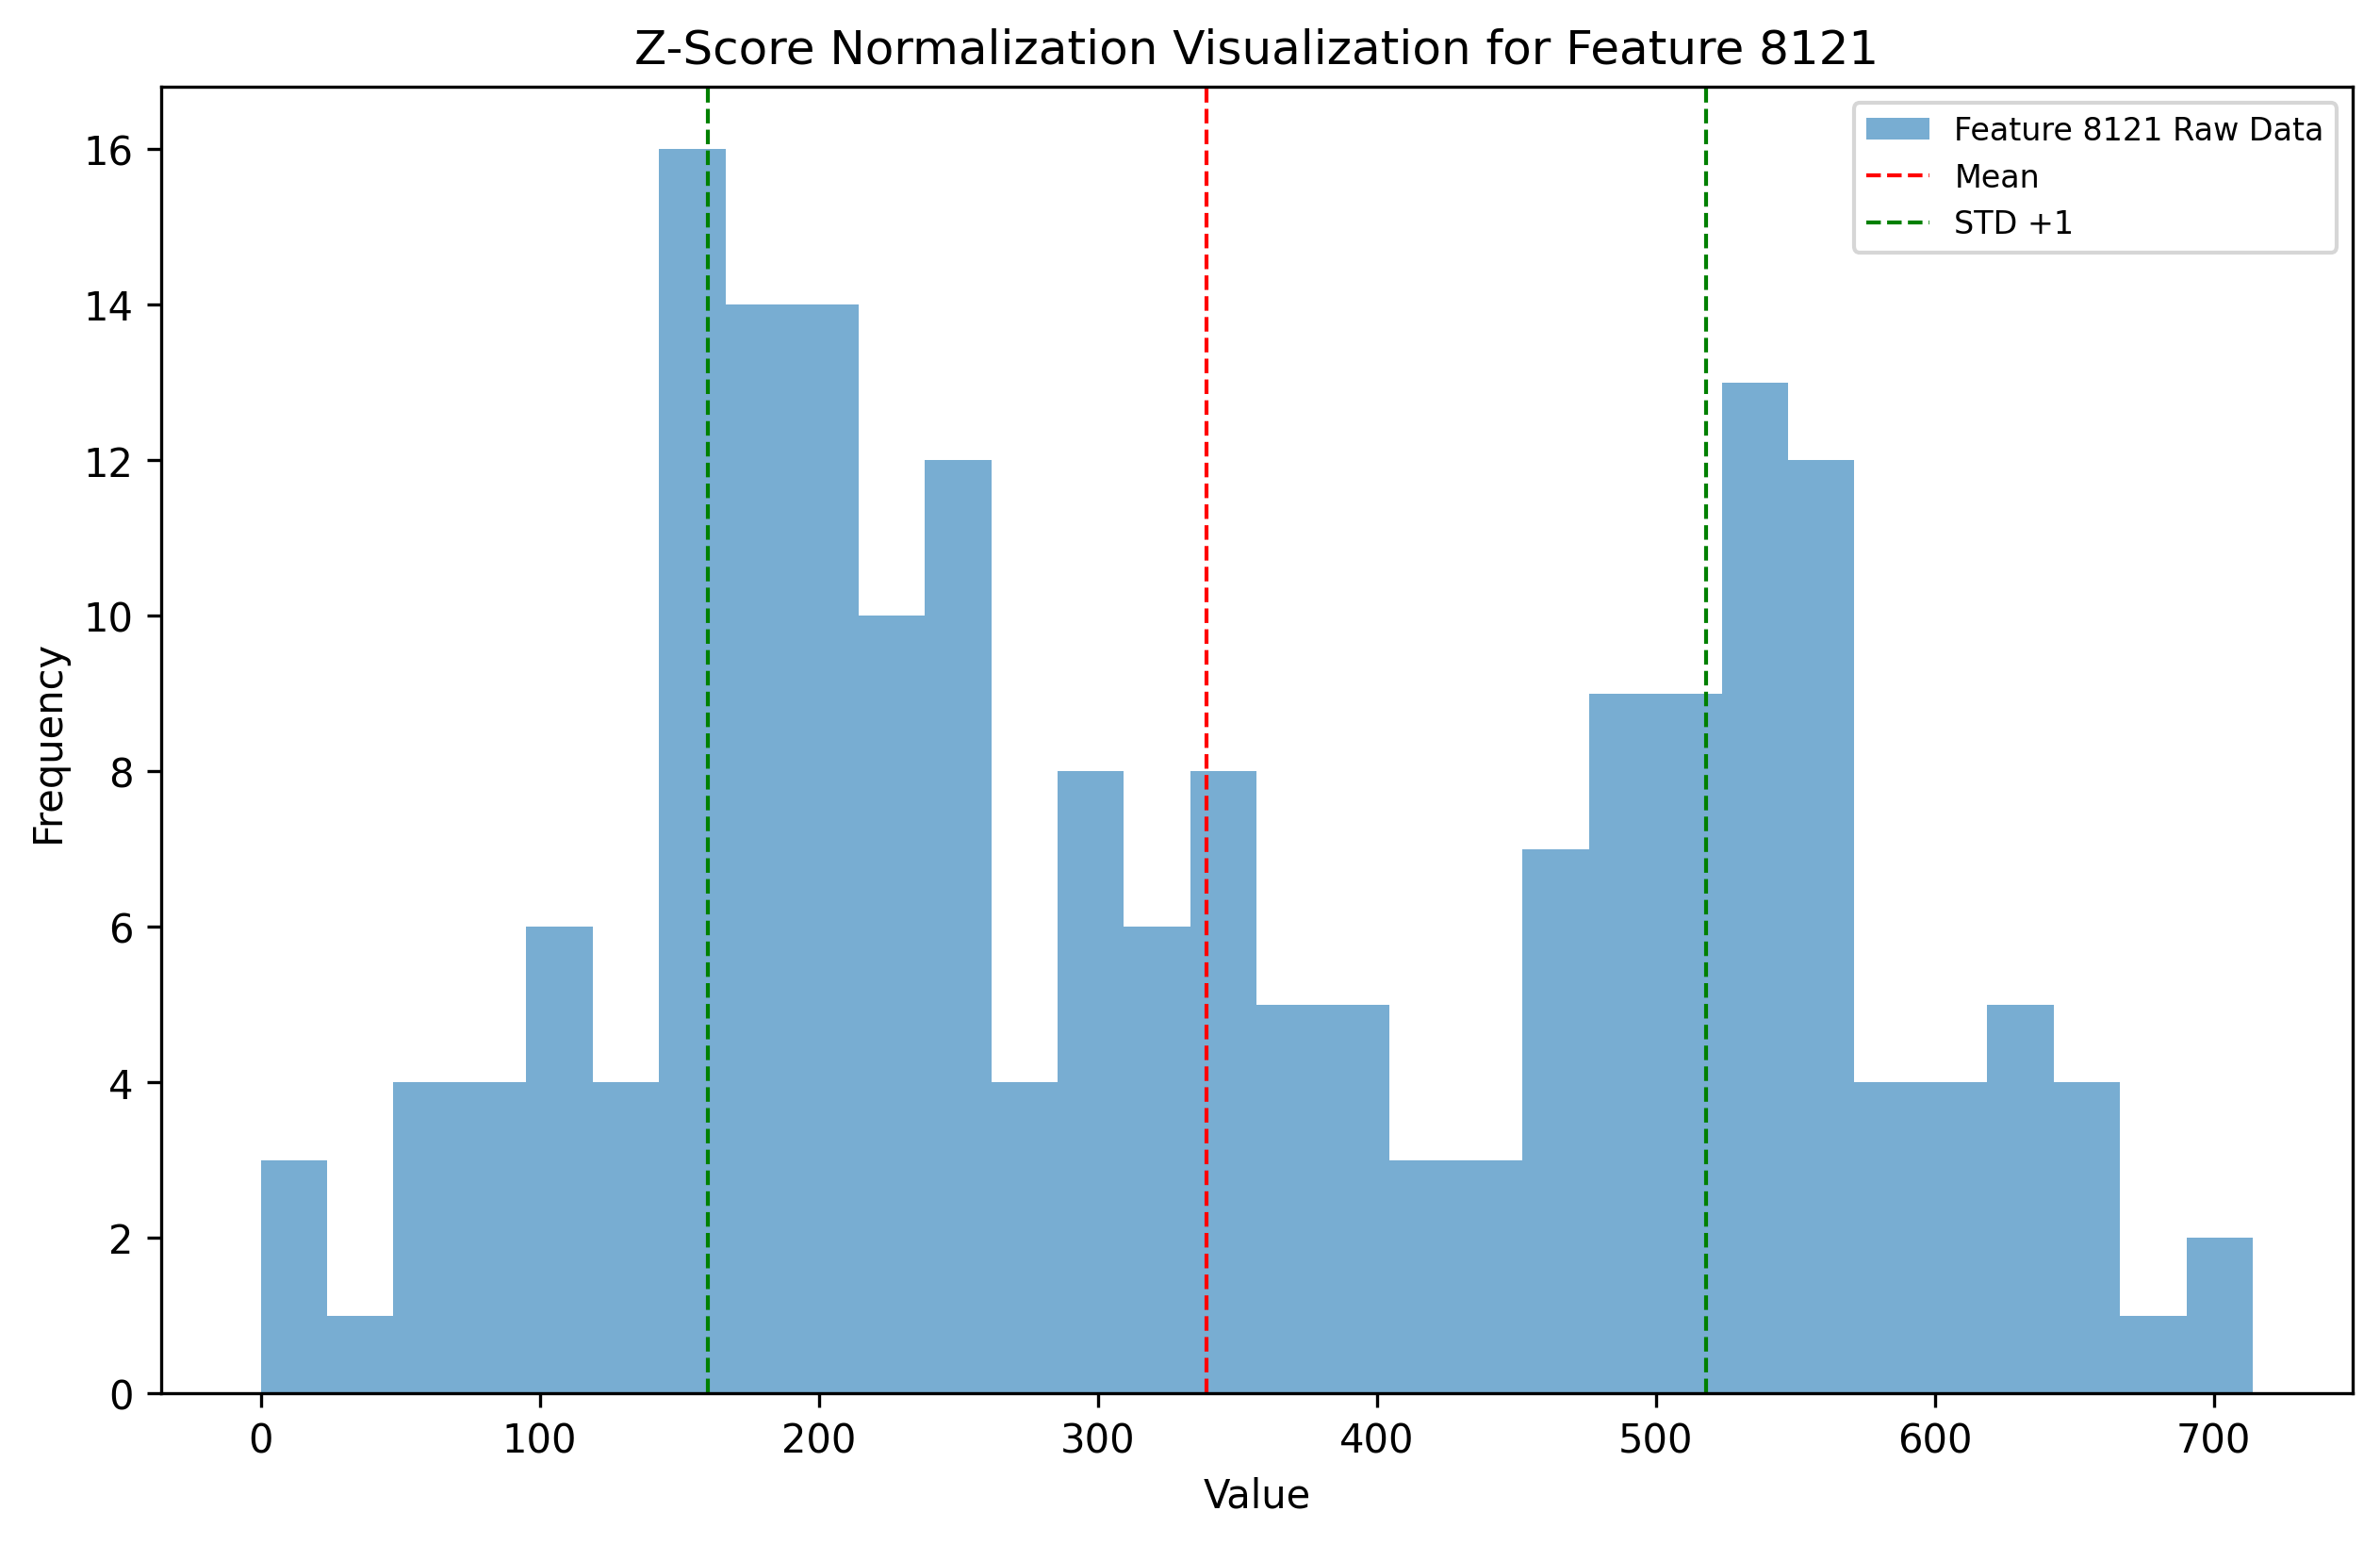 Z-Score Normalization Visualization for Feature 8121
Feature 8121 Raw Data
Mean
STD +1
16
14
12
10
8
6
4
2
0
Frequency
0 100 200 300 400 500 600 700
Value